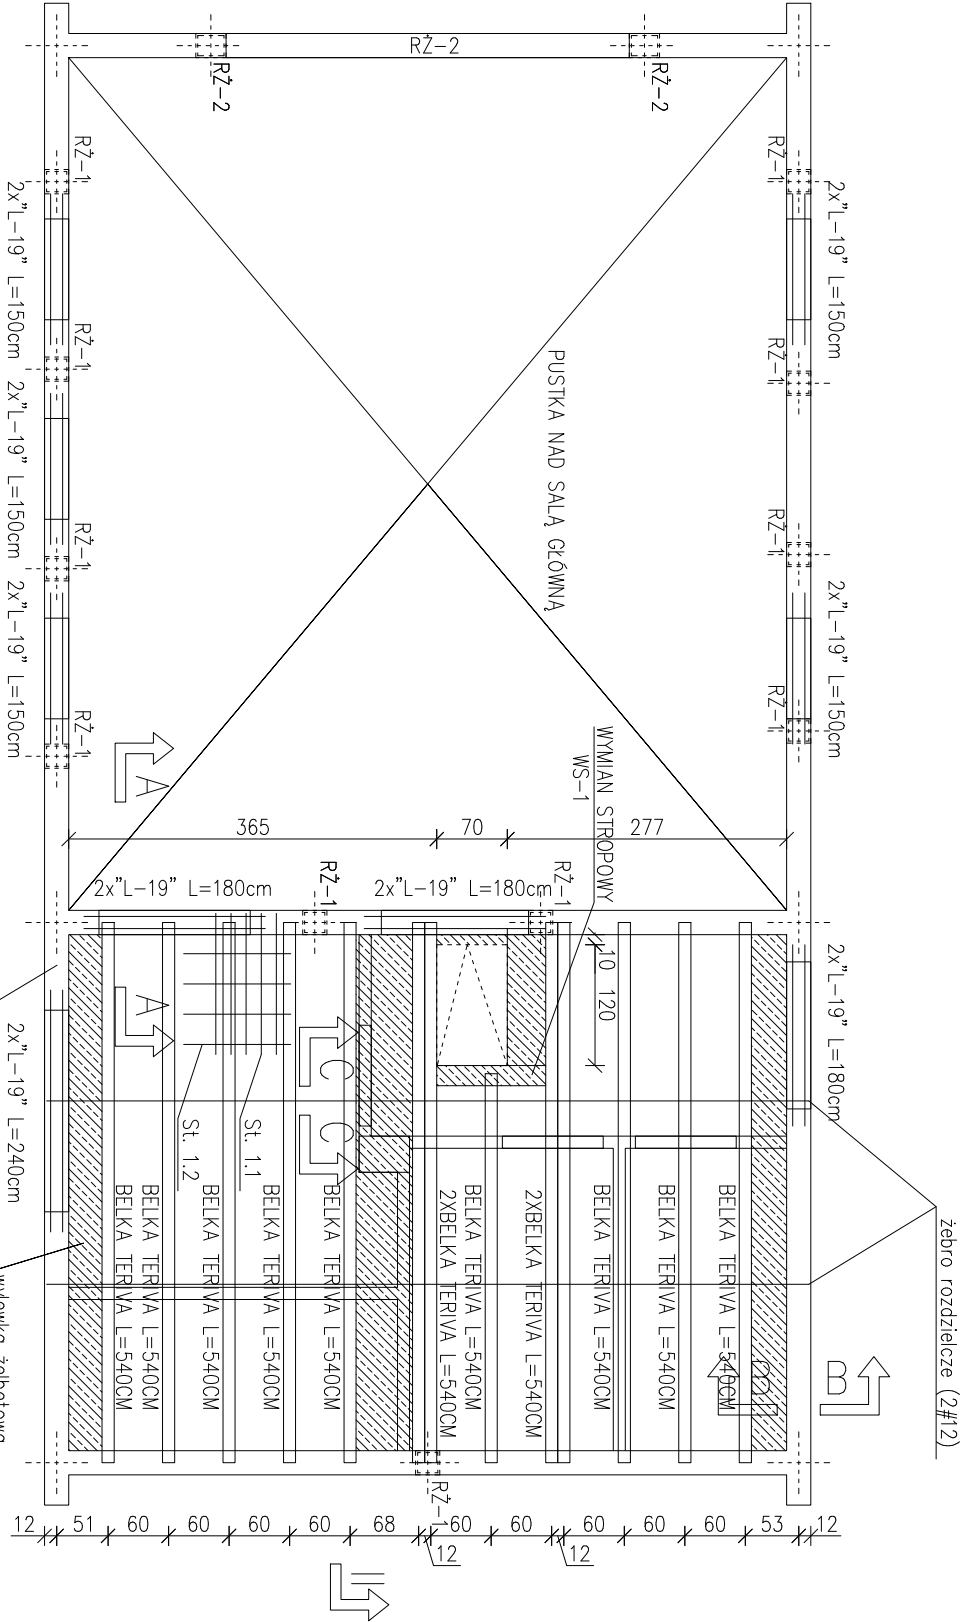 RŻ-2
RŻ-2
RŻ-2
RŻ-1
RŻ-1
2x"L-19" L=150cm
2x"L-19" L=150cm
RŻ-1
RŻ-1
PUSTKA NAD SALĄ GŁÓWNĄ
2x"L-19" L=150cm
RŻ-1
RŻ-1
2x"L-19" L=150cm
2x"L-19" L=150cm
RŻ-1
RŻ-1
WYMIAN STROPOWY
WS-1
A
365
70
277
2x"L-19" L=180cm
RŻ-1
2x"L-19" L=180cm
RŻ-1
10 120
2x"L-19" L=180cm
A
C
C
St. 1.1
St. 1.2
2x"L-19" L=240cm
żebro rozdzielcze (2#12)
BELKA TERIVA L=540CM
BELKA TERIVA L=540CM
BELKA TERIVA L=540CM
2XBELKA TERIVA L=540CM
BELKA TERIVA L=540CM
2XBELKA TERIVA L=540CM
BELKA TERIVA L=540CM
BELKA TERIVA L=540CM
BELKA TERIVA L=540CM
BELKA TERIVA L=540CM
BELKA TERIVA L=540CM
B
B
RŻ-1
12
51
60
60
60
60
68
12
60
60
12
60
60
60
53
12
II